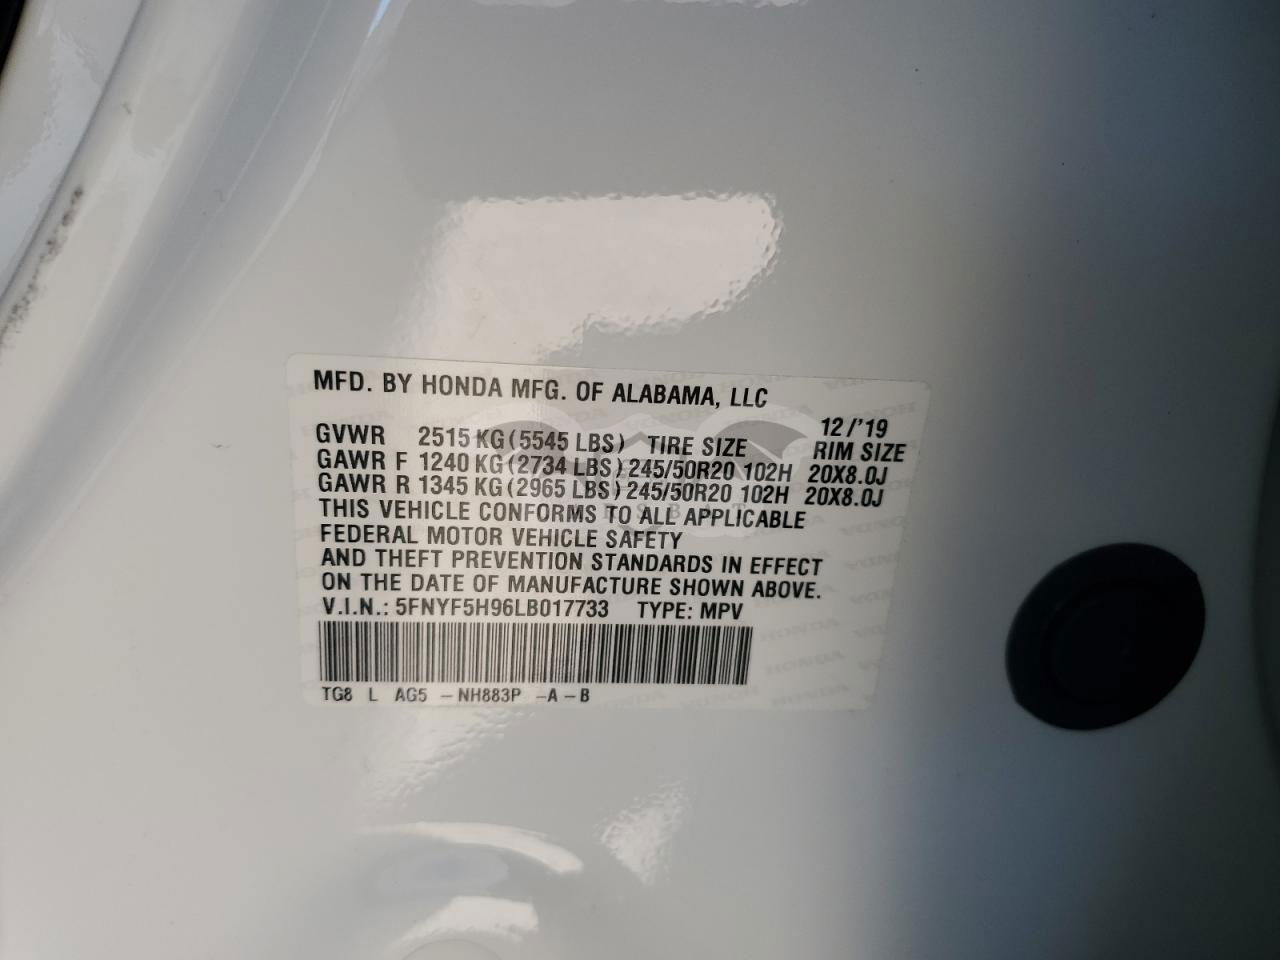 MFD. BY HONDA MFG. OF ALABAMA, LLC
12/'19
GVWR 2515 KG (5545 LBS) TIRE SIZE RIM SIZE
GAWR F 1240 KG (2734 LBS) 245/50R20 102H 20X8.0J
GAWR R 1345 KG (2965 LBS) 245/50R20 102H 20X8.0J
THIS VEHICLE CONFORMS TO ALL APPLICABLE
FEDERAL MOTOR VEHICLE SAFETY
AND THEFT PREVENTION STANDARDS IN EFFECT
ON THE DATE OF MANUFACTURE SHOWN ABOVE.
V.I.N.: 5FNYF5H96LB017733 TYPE: MPV
TG8 L AG5 -NH883P -A-B